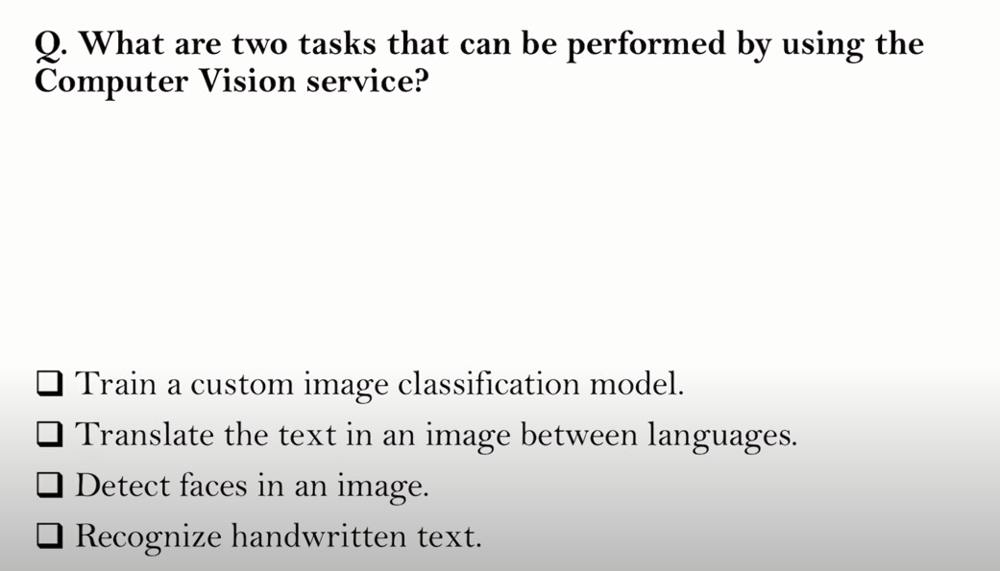 Q. What are two tasks that can be performed by using the
Computer Vision service?
❑ Train a custom image classification model.
❑ Translate the text in an image between languages.
❑ Detect faces in an image.
❑ Recognize handwritten text.